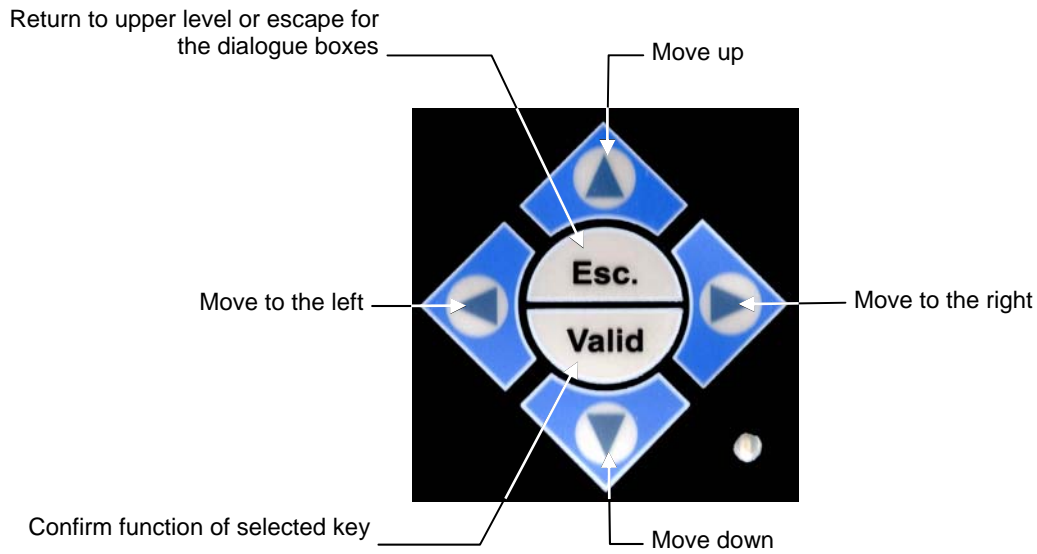 Return to upper level or escape for
the dialogue boxes
Move up
Esc.
Move to the left
Move to the right
Valid
Confirm function of selected key
Move down